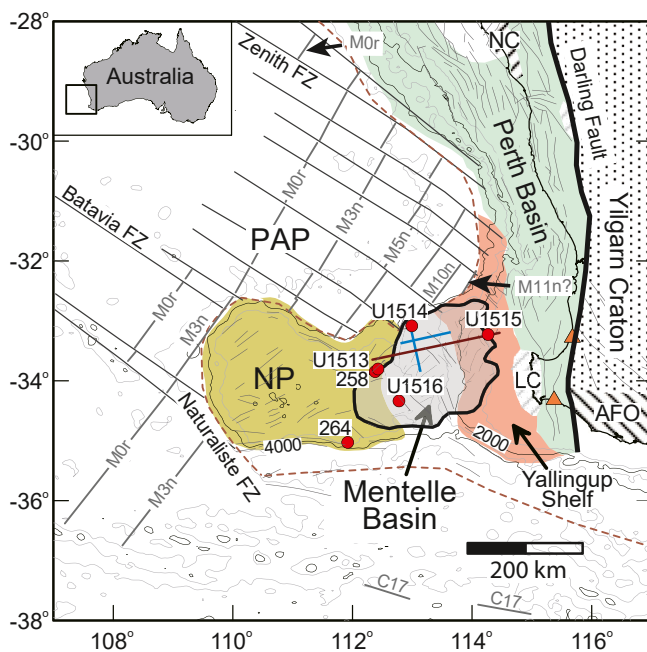 -28°
-30°
-32°
-34°
-36°
-38°
108°
110°
112°
114°
116°
Australia
Zenith FZ
M0r
NC
Darling Fault
Perth Basin
Yilgarn Craton
Batavia FZ
M0r
M3n
M5n
M10n
PAP
M11n?
M0r
M3n
U1514
U1515
U1513
258
U1516
NP
LC
AFO
264
4000
2000
Naturaliste FZ
M0r
M3n
Mentelle
Basin
Yallingup
Shelf
200 km
C17
C17